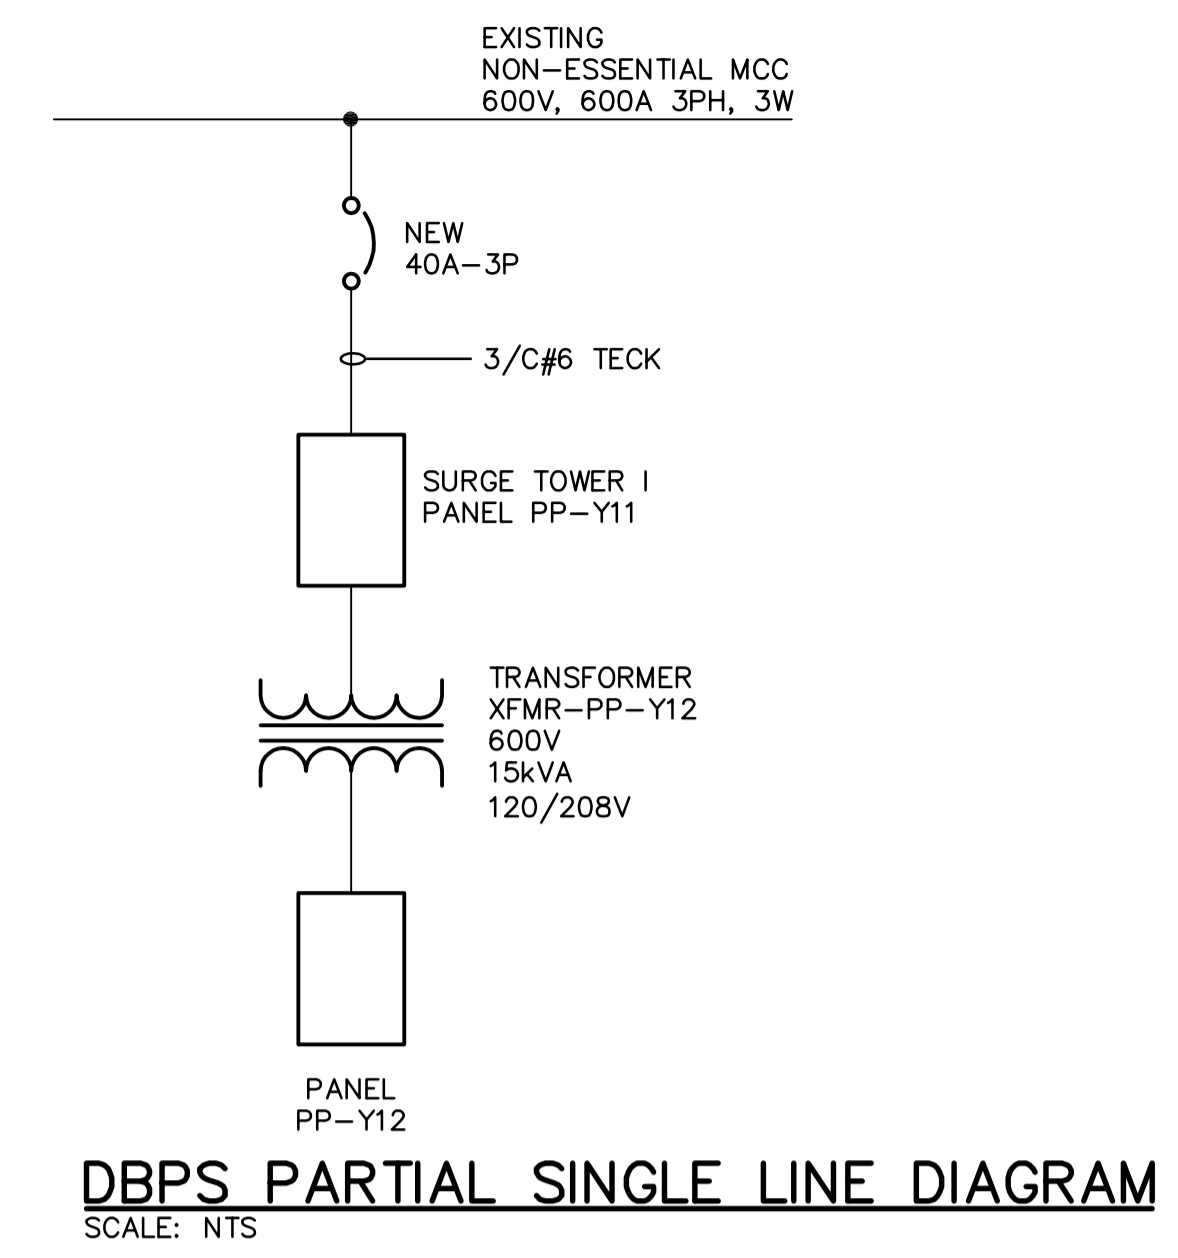 EXISTING
NON-ESSENTIAL MCC
600V, 600A 3PH, 3W
NEW
40A-3P
3/C#6 TECK
SURGE TOWER I
PANEL PP-Y11
TRANSFORMER
XFMR-PP-Y12
600V
15kVA
120/208V
PANEL
PP-Y12
DBPS PARTIAL SINGLE LINE DIAGRAM
SCALE: NTS